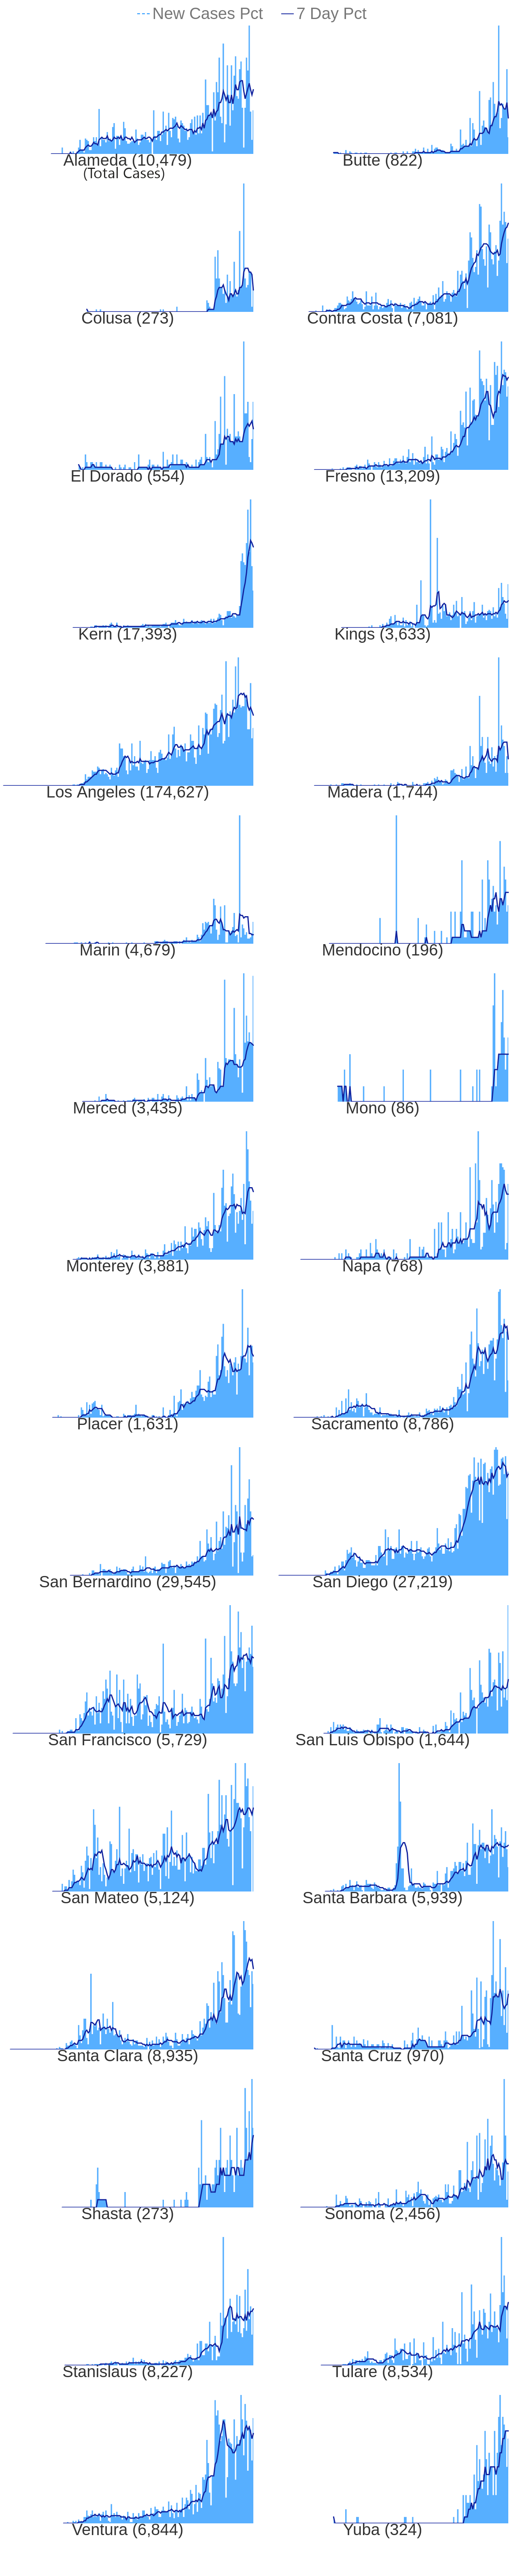 New Cases Pct 7 Day Pct
Alameda (10,479) Butte (822)
(Total Cases)
Colusa (273) Contra Costa (7,081)
El Dorado (554) Fresno (13,209)
Kern (17,393) Kings (3,633)
Los Angeles (174,627) Madera (1,744)
Marin (4,679) Mendocino (196)
Merced (3,435) Mono (86)
Monterey (3,881) Napa (768)
Placer (1,631) Sacramento (8,786)
San Bernardino (29,545) San Diego (27,219)
San Francisco (5,729) San Luis Obispo (1,644)
San Mateo (5,124) Santa Barbara (5,939)
Santa Clara (8,935) Santa Cruz (970)
Shasta (273) Sonoma (2,456)
Stanislaus (8,227) Tulare (8,534)
Ventura (6,844) Yuba (324)